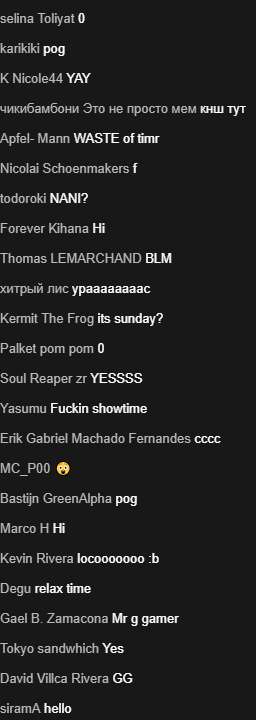 selina Toliyat 0
karikiki pog
K Nicole44 YAY
чикибамбони Это не просто мем кнш тут
Apfel- Mann WASTE of timr
Nicolai Schoenmakers f
todoroki NANI?
Forever Kihana Hi
Thomas LEMARCHAND BLM
хитрый лис урааааааас
Kermit The Frog its sunday?
Palket pom pom 0
Soul Reaper zr YESSSS
Yasumu Fuckin showtime
Erik Gabriel Machado Fernandes cccc
MC_P00 😲
Bastijn GreenAlpha pog
Marco H Hi
Kevin Rivera locooooooo :b
Degu relax time
Gael B. Zamacona Mr g gamer
Tokyo sandwhich Yes
David Villca Rivera GG
siramA hello